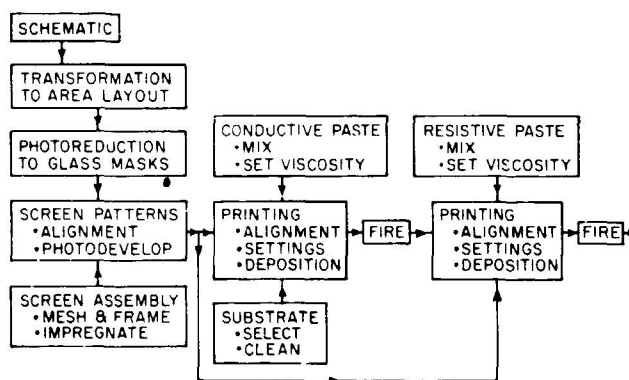 SCHEMATIC
TRANSFORMATION
TO AREA LAYOUT
PHOTOREDUCTION
TO GLASS MASKS
SCREEN PATTERNS
• ALIGNMENT
• PHOTODEVELOP
SCREEN ASSEMBLY
• MESH & FRAME
• IMPREGNATE
CONDUCTIVE PASTE
• MIX
• SET VISCOSITY
PRINTING
• ALIGNMENT
• SETTINGS
• DEPOSITION
SUBSTRATE
• SELECT
• CLEAN
FIRE
RESISTIVE PASTE
• MIX
• SET VISCOSITY
PRINTING
• ALIGNMENT
• SETTINGS
• DEPOSITION
FIRE